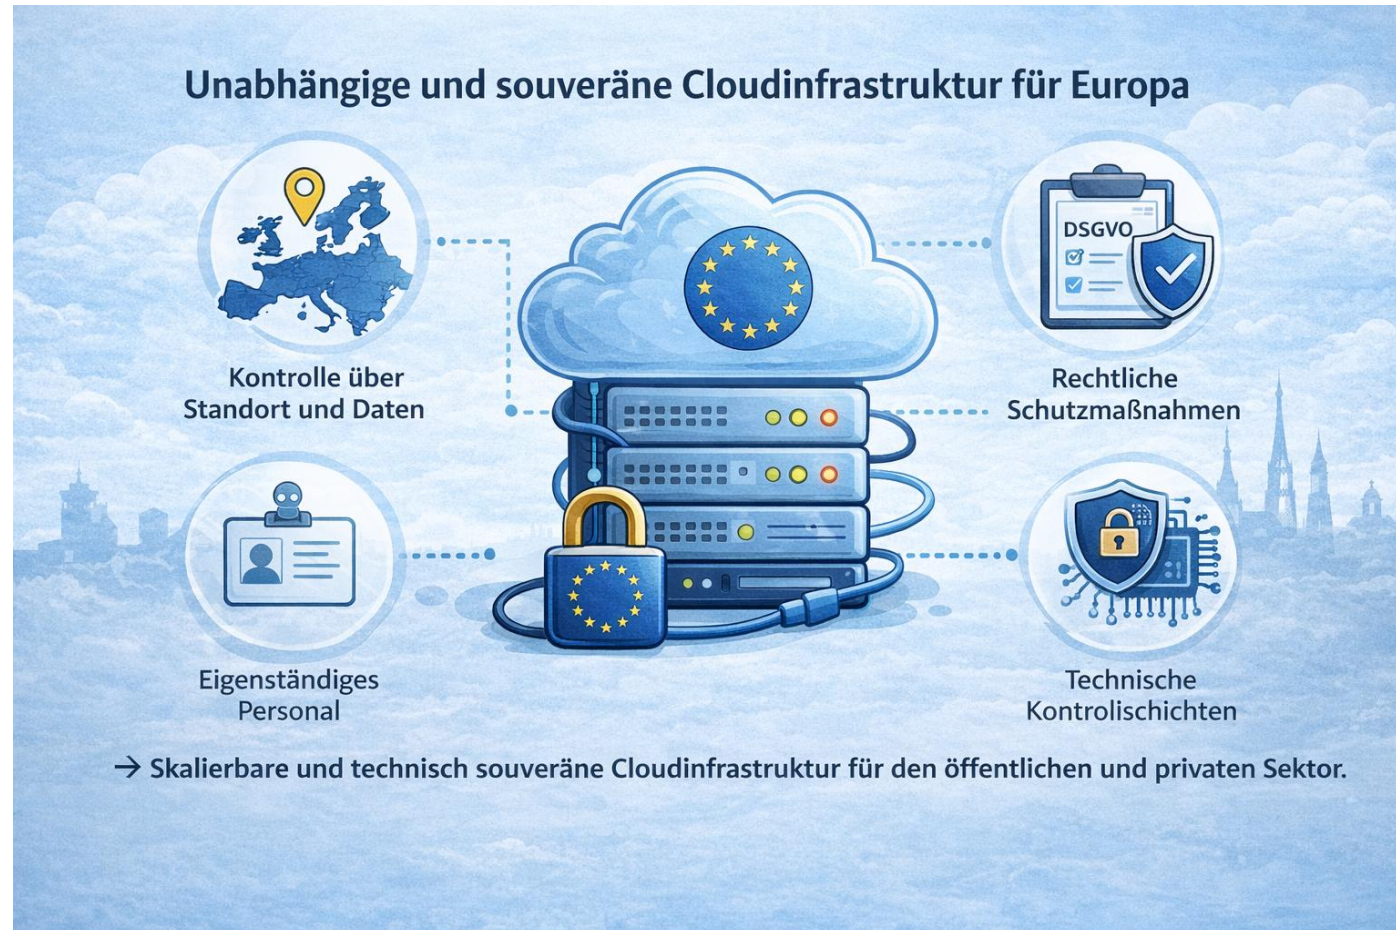 Unabhängige und souveräne Cloudinfrastruktur für Europa
DSGVO
Kontrolle über
Standort und Daten
Rechtliche
Schutzmaßnahmen
Eigenständiges
Personal
Technische
Kontrolischichten
→ Skalierbare und technisch souveräne Cloudinfrastruktur für den öffentlichen und privaten Sektor.